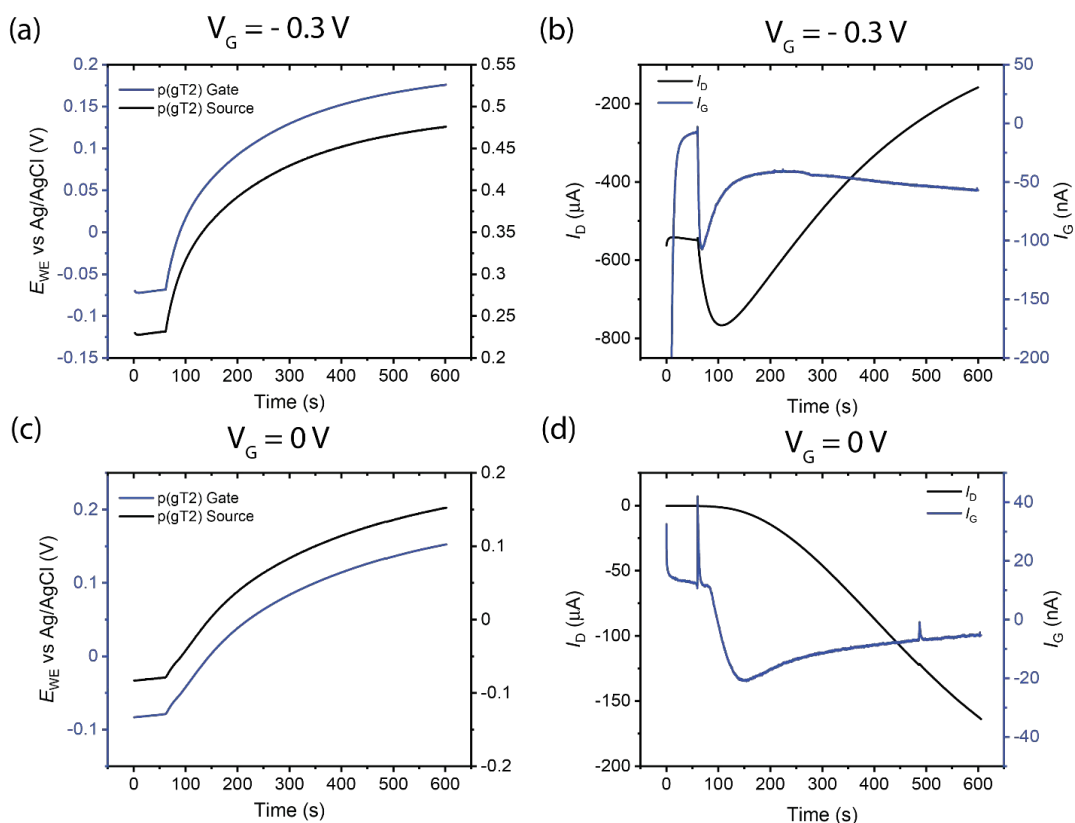 (a)
V_G = - 0.3 V
p(gT2) Gate
p(gT2) Source
E_WE vs Ag/AgCl (V)
0.2
0.15
0.1
0.05
0
-0.05
-0.1
-0.15
0.55
0.5
0.45
0.4
0.35
0.3
0.25
0.2
0 100 200 300 400 500 600
Time (s)
(b)
V_G = - 0.3 V
I_D
I_G
I_D (μA)
-200
-400
-600
-800
50
0
-50
-100
-150
-200
I_G (nA)
0 100 200 300 400 500 600
Time (s)
(c)
V_G = 0 V
p(gT2) Gate
p(gT2) Source
E_WE vs Ag/AgCl (V)
0.2
0.1
0
-0.1
0.2
0.1
0
-0.1
-0.2
0 100 200 300 400 500 600
Time (s)
(d)
V_G = 0 V
I_D
I_G
I_D (μA)
0
-50
-100
-150
-200
40
20
0
-20
-40
I_G (nA)
0 100 200 300 400 500 600
Time (s)